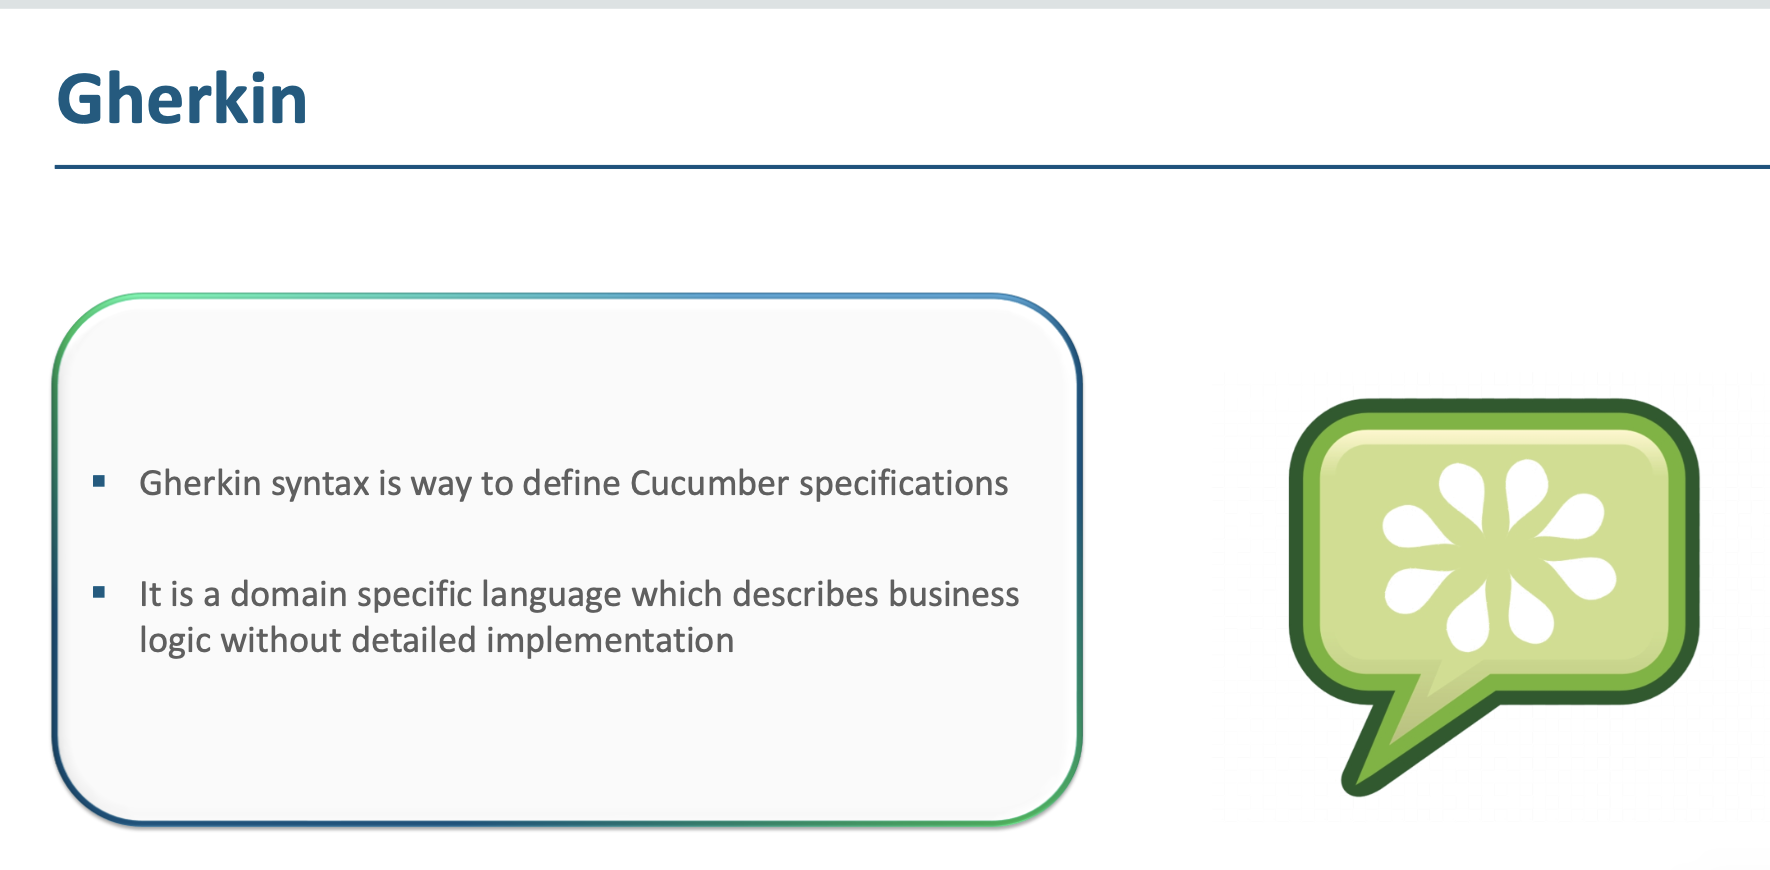 Gherkin
Gherkin syntax is way to define Cucumber specifications
It is a domain specific language which describes business
logic without detailed implementation